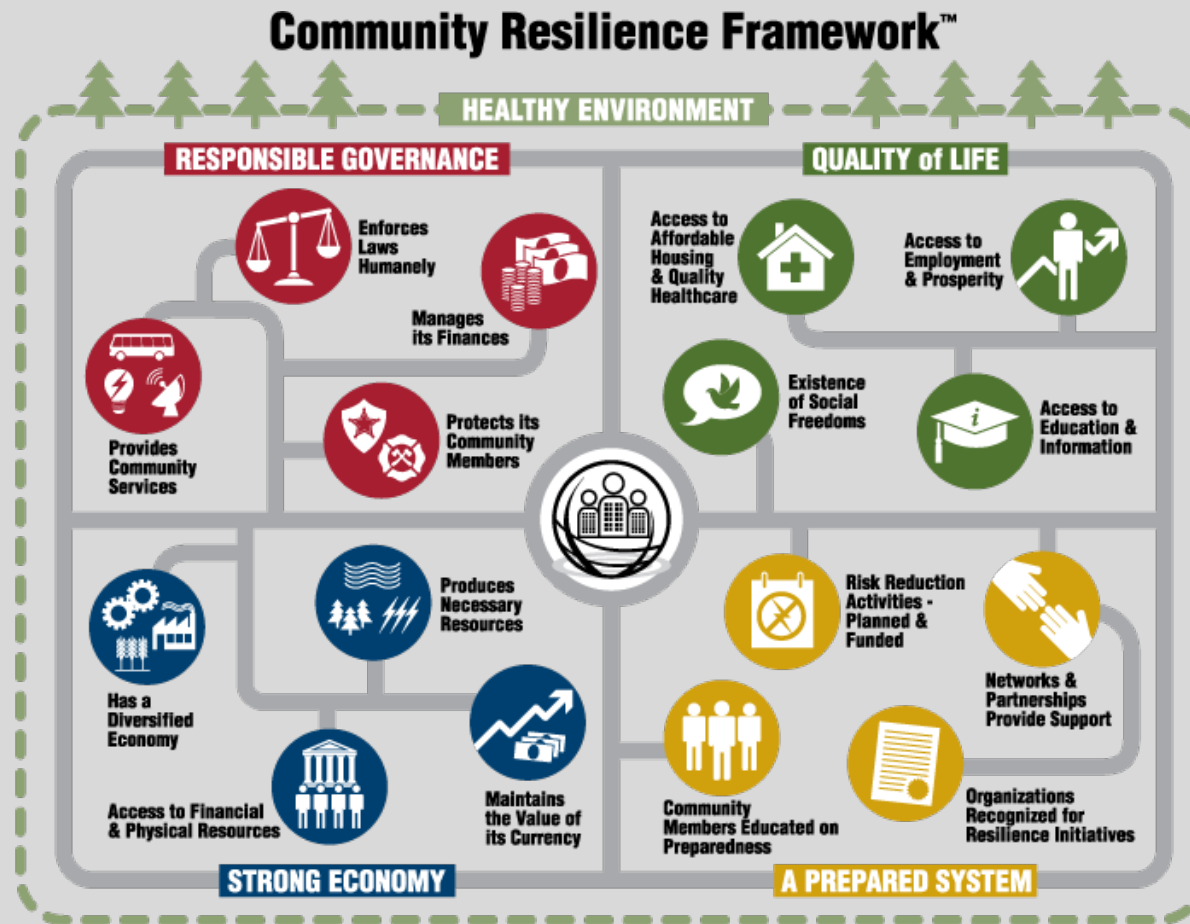 Community Resilience Framework™
HEALTHY ENVIRONMENT
RESPONSIBLE GOVERNANCE
Enforces
Laws
Humanely
Manages
its Finances
Provides
Community
Services
Protects its
Community
Members
QUALITY of LIFE
Access to
Affordable
Housing
& Quality
Healthcare
Access to
Employment
& Prosperity
Existence
of Social
Freedoms
i
Access to
Education &
Information
Produces
Necessary
Resources
Has a
Diversified
Economy
Access to Financial
& Physical Resources
Maintains
the Value of
its Currency
STRONG ECONOMY
Risk Reduction
Activities -
Planned &
Funded
Networks &
Partnerships
Provide Support
Community
Members Educated on
Preparedness
Organizations
Recognized for
Resilience Initiatives
A PREPARED SYSTEM